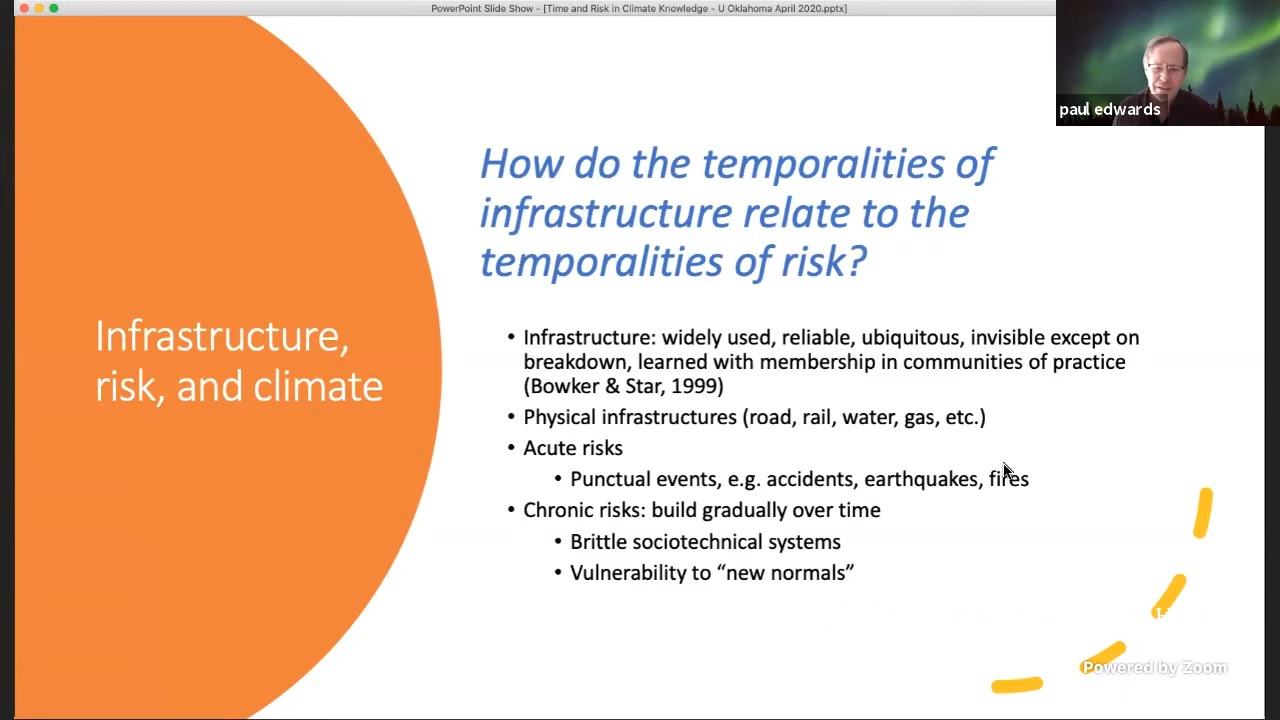 PowerPoint Slide Show - [Time and Risk in Climate Knowledge - U Oklahoma April 2020.pptx]
paul edwards
How do the temporalities of
infrastructure relate to the
temporalities of risk?
Infrastructure,
risk, and climate
• Infrastructure: widely used, reliable, ubiquitous, invisible except on
breakdown, learned with membership in communities of practice
(Bowker & Star, 1999)
• Physical infrastructures (road, rail, water, gas, etc.)
• Acute risks
• Punctual events, e.g. accidents, earthquakes, fires
• Chronic risks: build gradually over time
• Brittle sociotechnical systems
• Vulnerability to “new normals”
Powered by Zoom